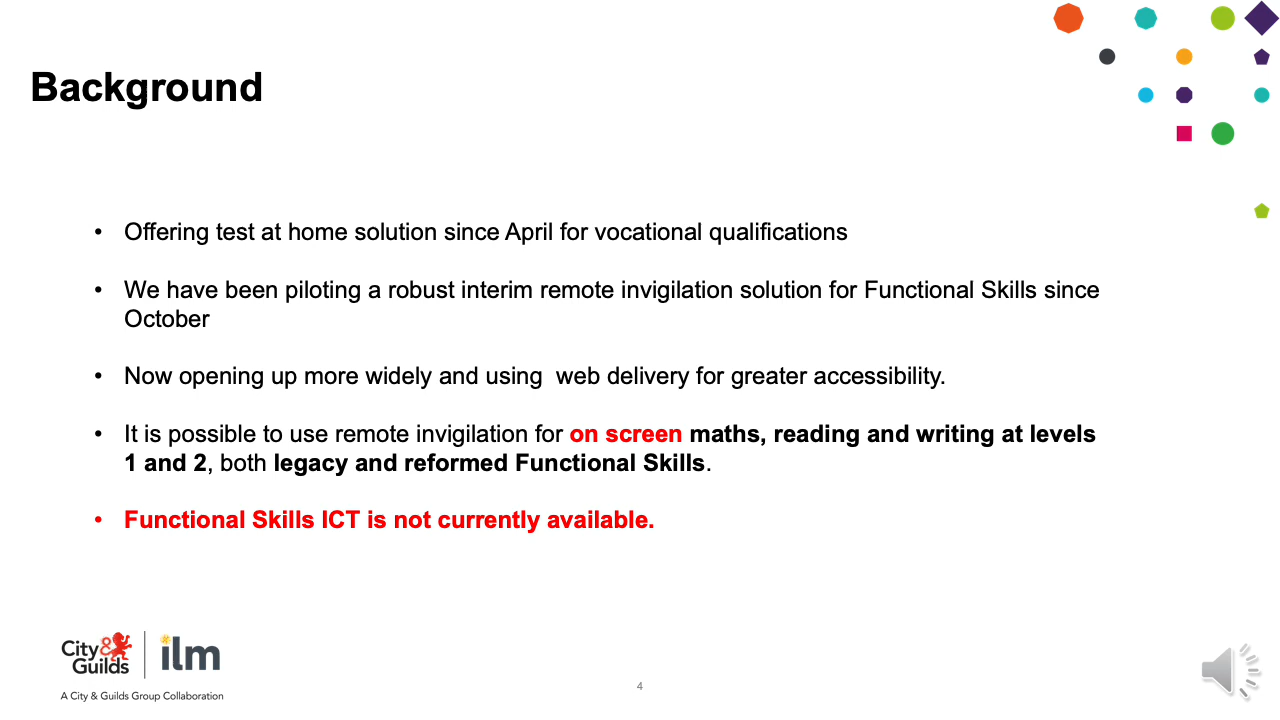 Background
• Offering test at home solution since April for vocational qualifications
• We have been piloting a robust interim remote invigilation solution for Functional Skills since
October
• Now opening up more widely and using  web delivery for greater accessibility.
• It is possible to use remote invigilation for on screen maths, reading and writing at levels
1 and 2, both legacy and reformed Functional Skills.
• Functional Skills ICT is not currently available.
City&
Guilds
ilm
A City & Guilds Group Collaboration
4